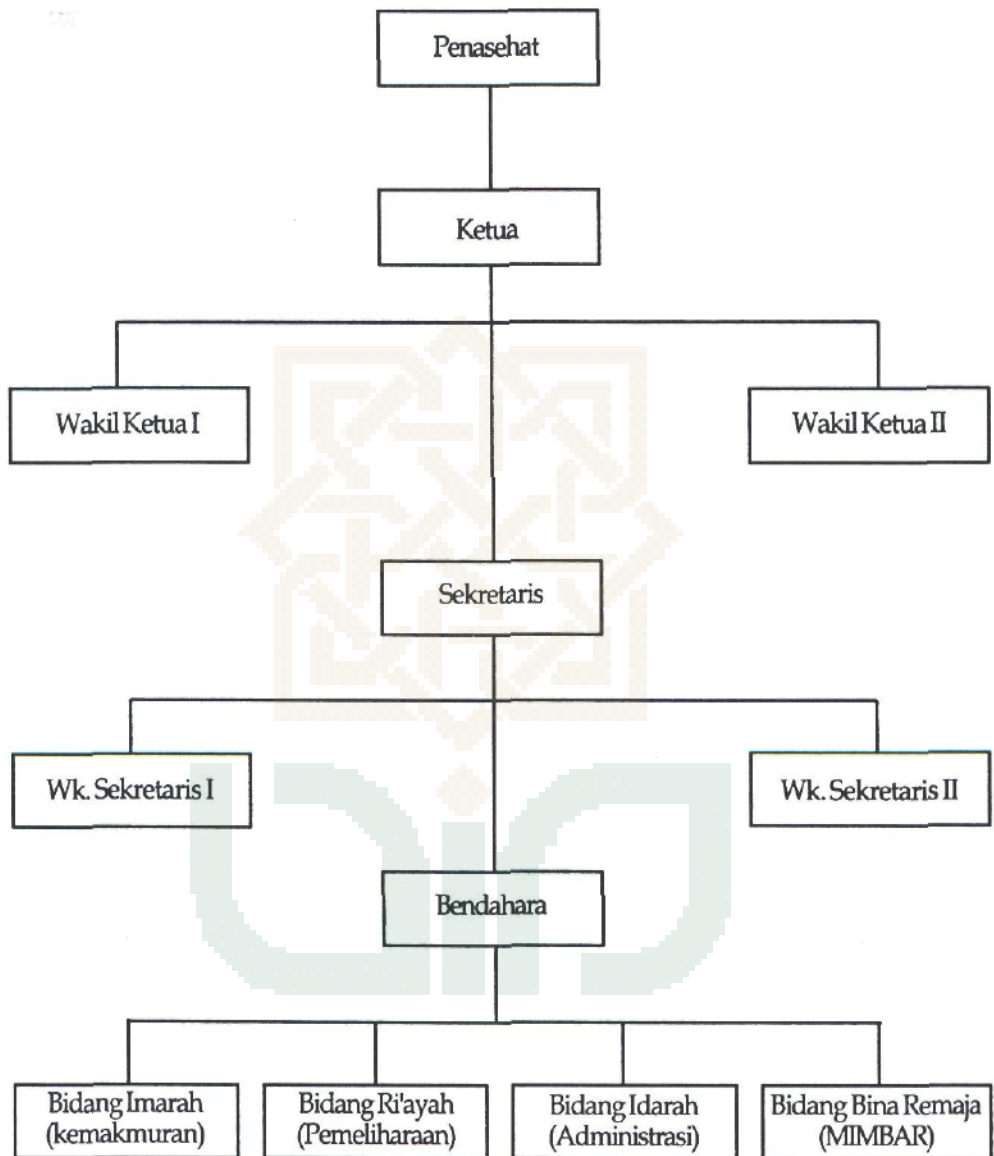 Penasehat
Ketua
Wakil Ketua I
Wakil Ketua II
Sekretaris
Wk. Sekretaris I
Wk. Sekretaris II
Bendahara
Bidang Imarah
(kemakmuran)
Bidang Ri'ayah
(Pemeliharaan)
Bidang Idarah
(Administrasi)
Bidang Bina Remaja
(MIMBAR)